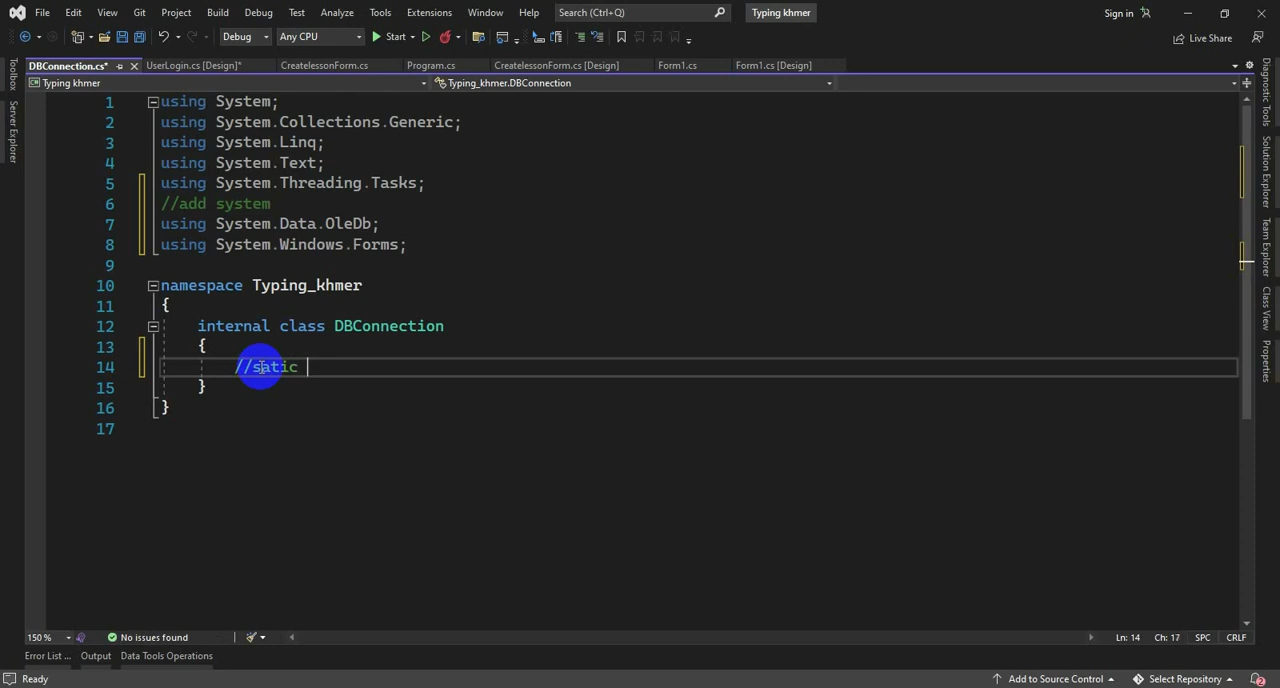 File Edit View Git Project Build Debug Test Analyze Tools Extensions Window Help Search (Ctrl+Q) Typing khmer Sign in
Debug Any CPU Start Live Share
DBConnection.cs* UserLogin.cs [Design]* CreatelessonForm.cs Program.cs CreatelessonForm.cs [Design] Form1.cs Form1.cs [Design]
Typing khmer Typing_khmer.DBConnection
1 using System;
2 using System.Collections.Generic;
3 using System.Linq;
4 using System.Text;
5 using System.Threading.Tasks;
6 //add system
7 using System.Data.OleDb;
8 using System.Windows.Forms;
9
10 namespace Typing_khmer
11 {
12 internal class DBConnection
13 {
14 //satic
15 }
16 }
17
Toolbox
Server Explorer
Diagnostic Tools
Solution Explorer
Team Explorer
Class View
Properties
150 % No issues found Ln: 14 Ch: 17 SPC CRLF
Error List ... Output Data Tools Operations
Ready Add to Source Control Select Repository 2